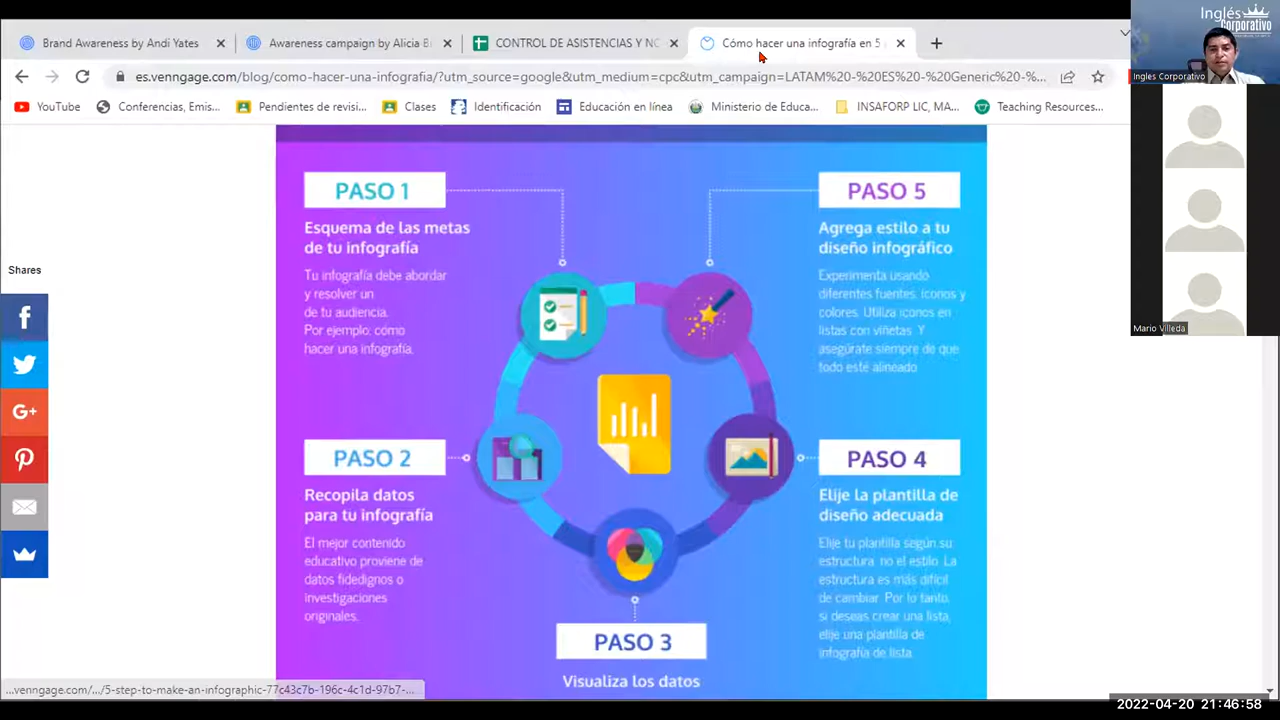 Brand Awareness by Andi Yates
Awareness campaign by Alicia B
CONTROL DE ASISTENCIAS Y NO
Cómo hacer una infografía en 5
es.venngage.com/blog/como-hacer-una-infografia/?utm_source=google&utm_medium=cpc&utm_campaign=LATAM%20-%20ES%20-%20Generic%20-%...
YouTube
Conferencias, Emis...
Pendientes de revisi...
Clases
Identificación
Educación en línea
Ministerio de Educa...
INSAFORP LIC, MA...
Teaching Resources...
Inglés
Corporativo
Ingles Corporativo
Mario Villeda
Shares
PASO 1
Esquema de las metas
de tu infografía
Tu infografía debe abordar
y resolver un
de tu audiencia.
Por ejemplo: cómo
hacer una infografía.
PASO 2
Recopila datos
para tu infografía
El mejor contenido
educativo proviene de
datos fidedignos o
investigaciones
originales.
PASO 3
Visualiza los datos
PASO 5
Agrega estilo a tu
diseño infográfico
Experimenta usando
diferentes fuentes, íconos y
colores. Utiliza iconos en
listas con viñetas. Y
asegúrate siempre de que
todo esté alineado
PASO 4
Elije la plantilla de
diseño adecuada
Elije tu plantilla según su
estructura, no el estilo. La
estructura es más difícil
de cambiar. Por lo tanto,
si deseas crear una lista,
elije una plantilla de
infografía de lista.
...venngage.com/.../5-step-to-make-an-infographic-77c43c7b-196c-4c1d-97b7-...
2022-04-20 21:46:58